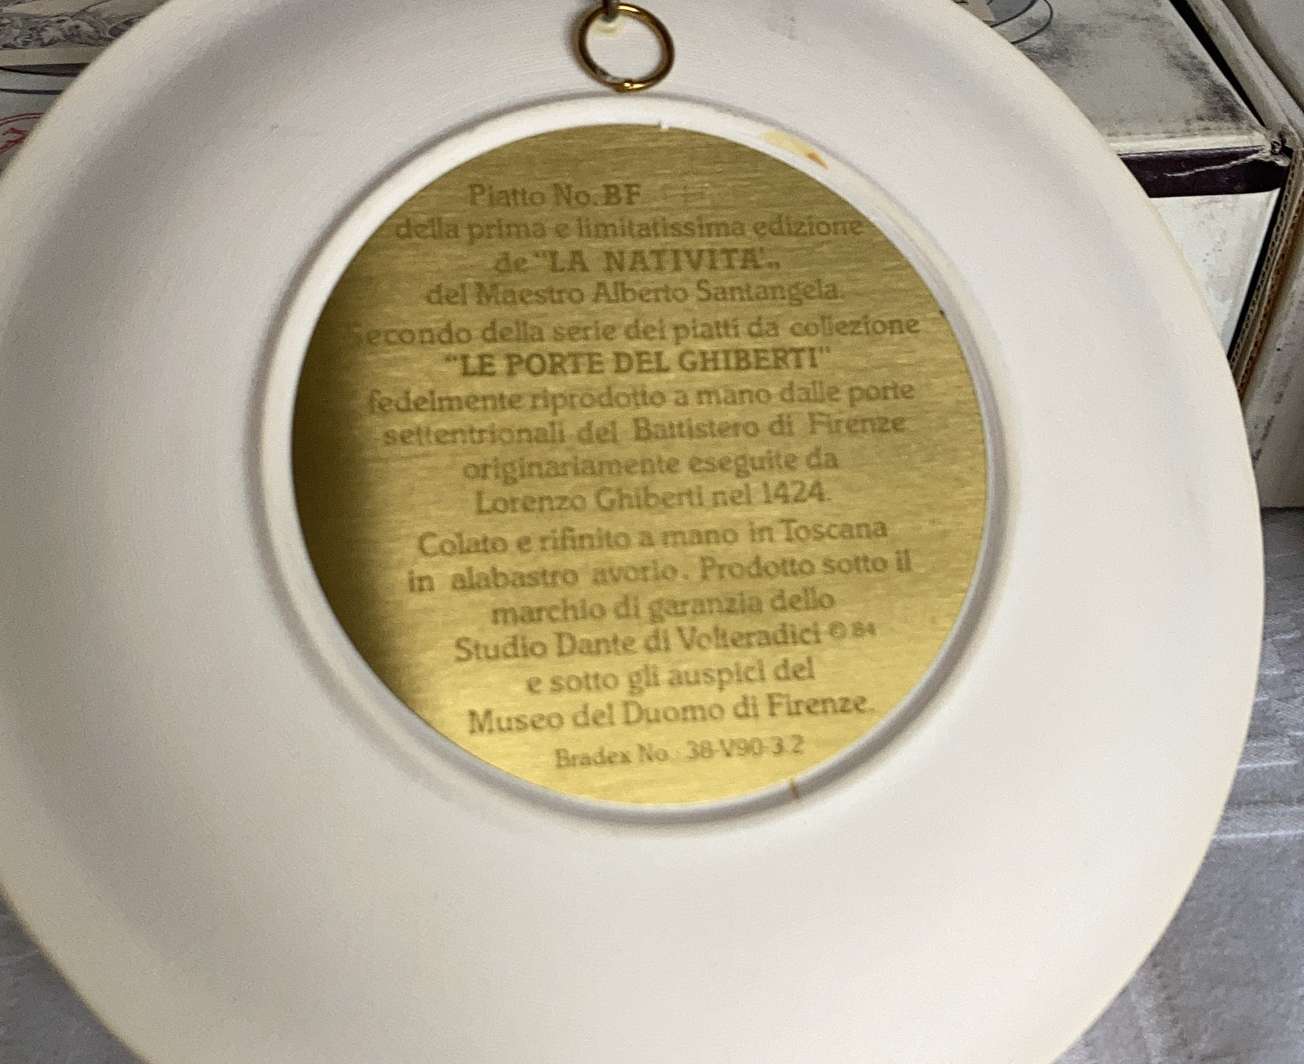 Piatto No. BF
della prima e limitatissima edizione
de "LA NATIVITA'„
del Maestro Alberto Santangela.
Secondo della serie dei piatti da collezione
"LE PORTE DEL GHIBERTI"
fedelmente riprodotto a mano dalle porte
settentrionali del Battistero di Firenze
originariamente eseguite da
Lorenzo Ghiberti nel 1424.
Colato e rifinito a mano in Toscana
in alabastro avorio. Prodotto sotto il
marchio di garanzia dello
Studio Dante di Volteradici © 84
e sotto gli auspici del
Museo del Duomo di Firenze.
Bradex No. 38-V90-3.2